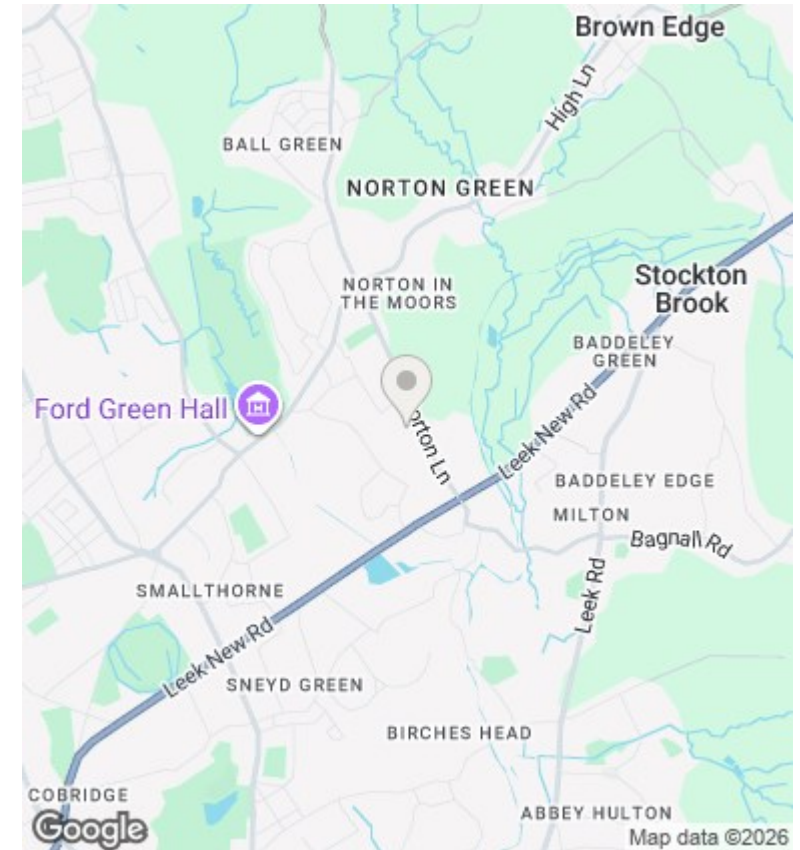 Brown Edge
High Ln
BALL GREEN
NORTON GREEN
NORTON IN
THE MOORS
Stockton
Brook
BADDELEY
GREEN
Ford Green Hall
orton Ln
Leek New Rd
BADDELEY EDGE
MILTON
Bagnall Rd
SMALLTHORNE
Leek Rd
Leek New Rd
SNEYD GREEN
BIRCHES HEAD
COBRIDGE
ABBEY HULTON
Google
Map data ©2026